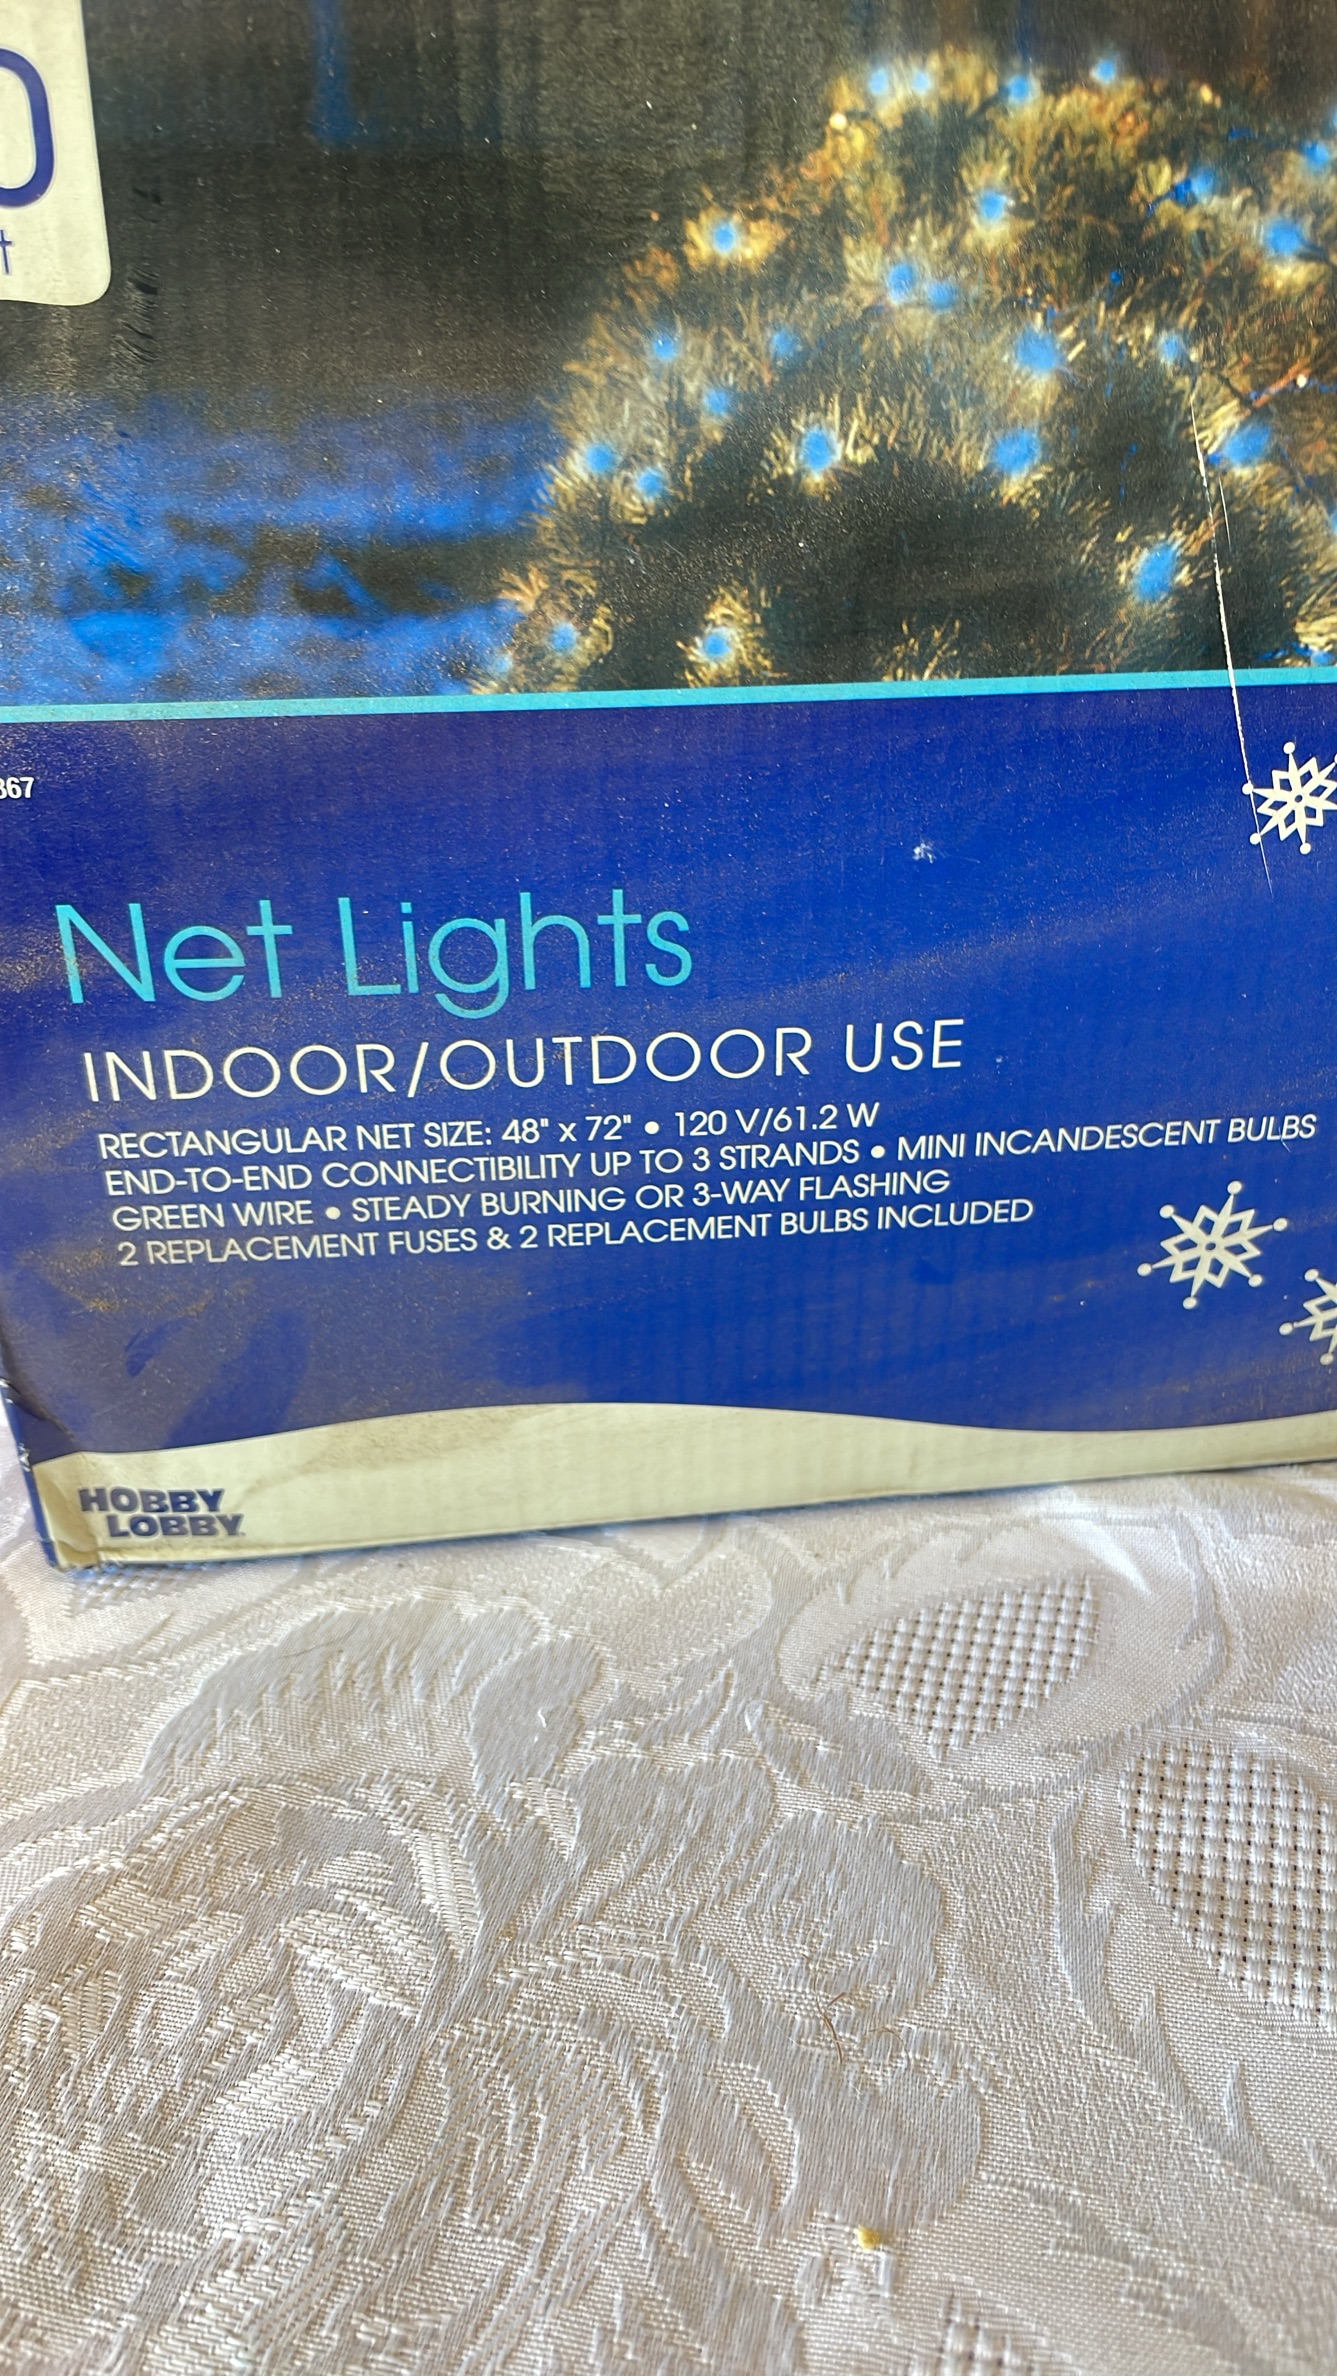 0
t
367
Net Lights
INDOOR/OUTDOOR USE
RECTANGULAR NET SIZE: 48" x 72" • 120 V/61.2 W
END-TO-END CONNECTIBILITY UP TO 3 STRANDS • MINI INCANDESCENT BULBS
GREEN WIRE • STEADY BURNING OR 3-WAY FLASHING
2 REPLACEMENT FUSES & 2 REPLACEMENT BULBS INCLUDED
HOBBY
LOBBY